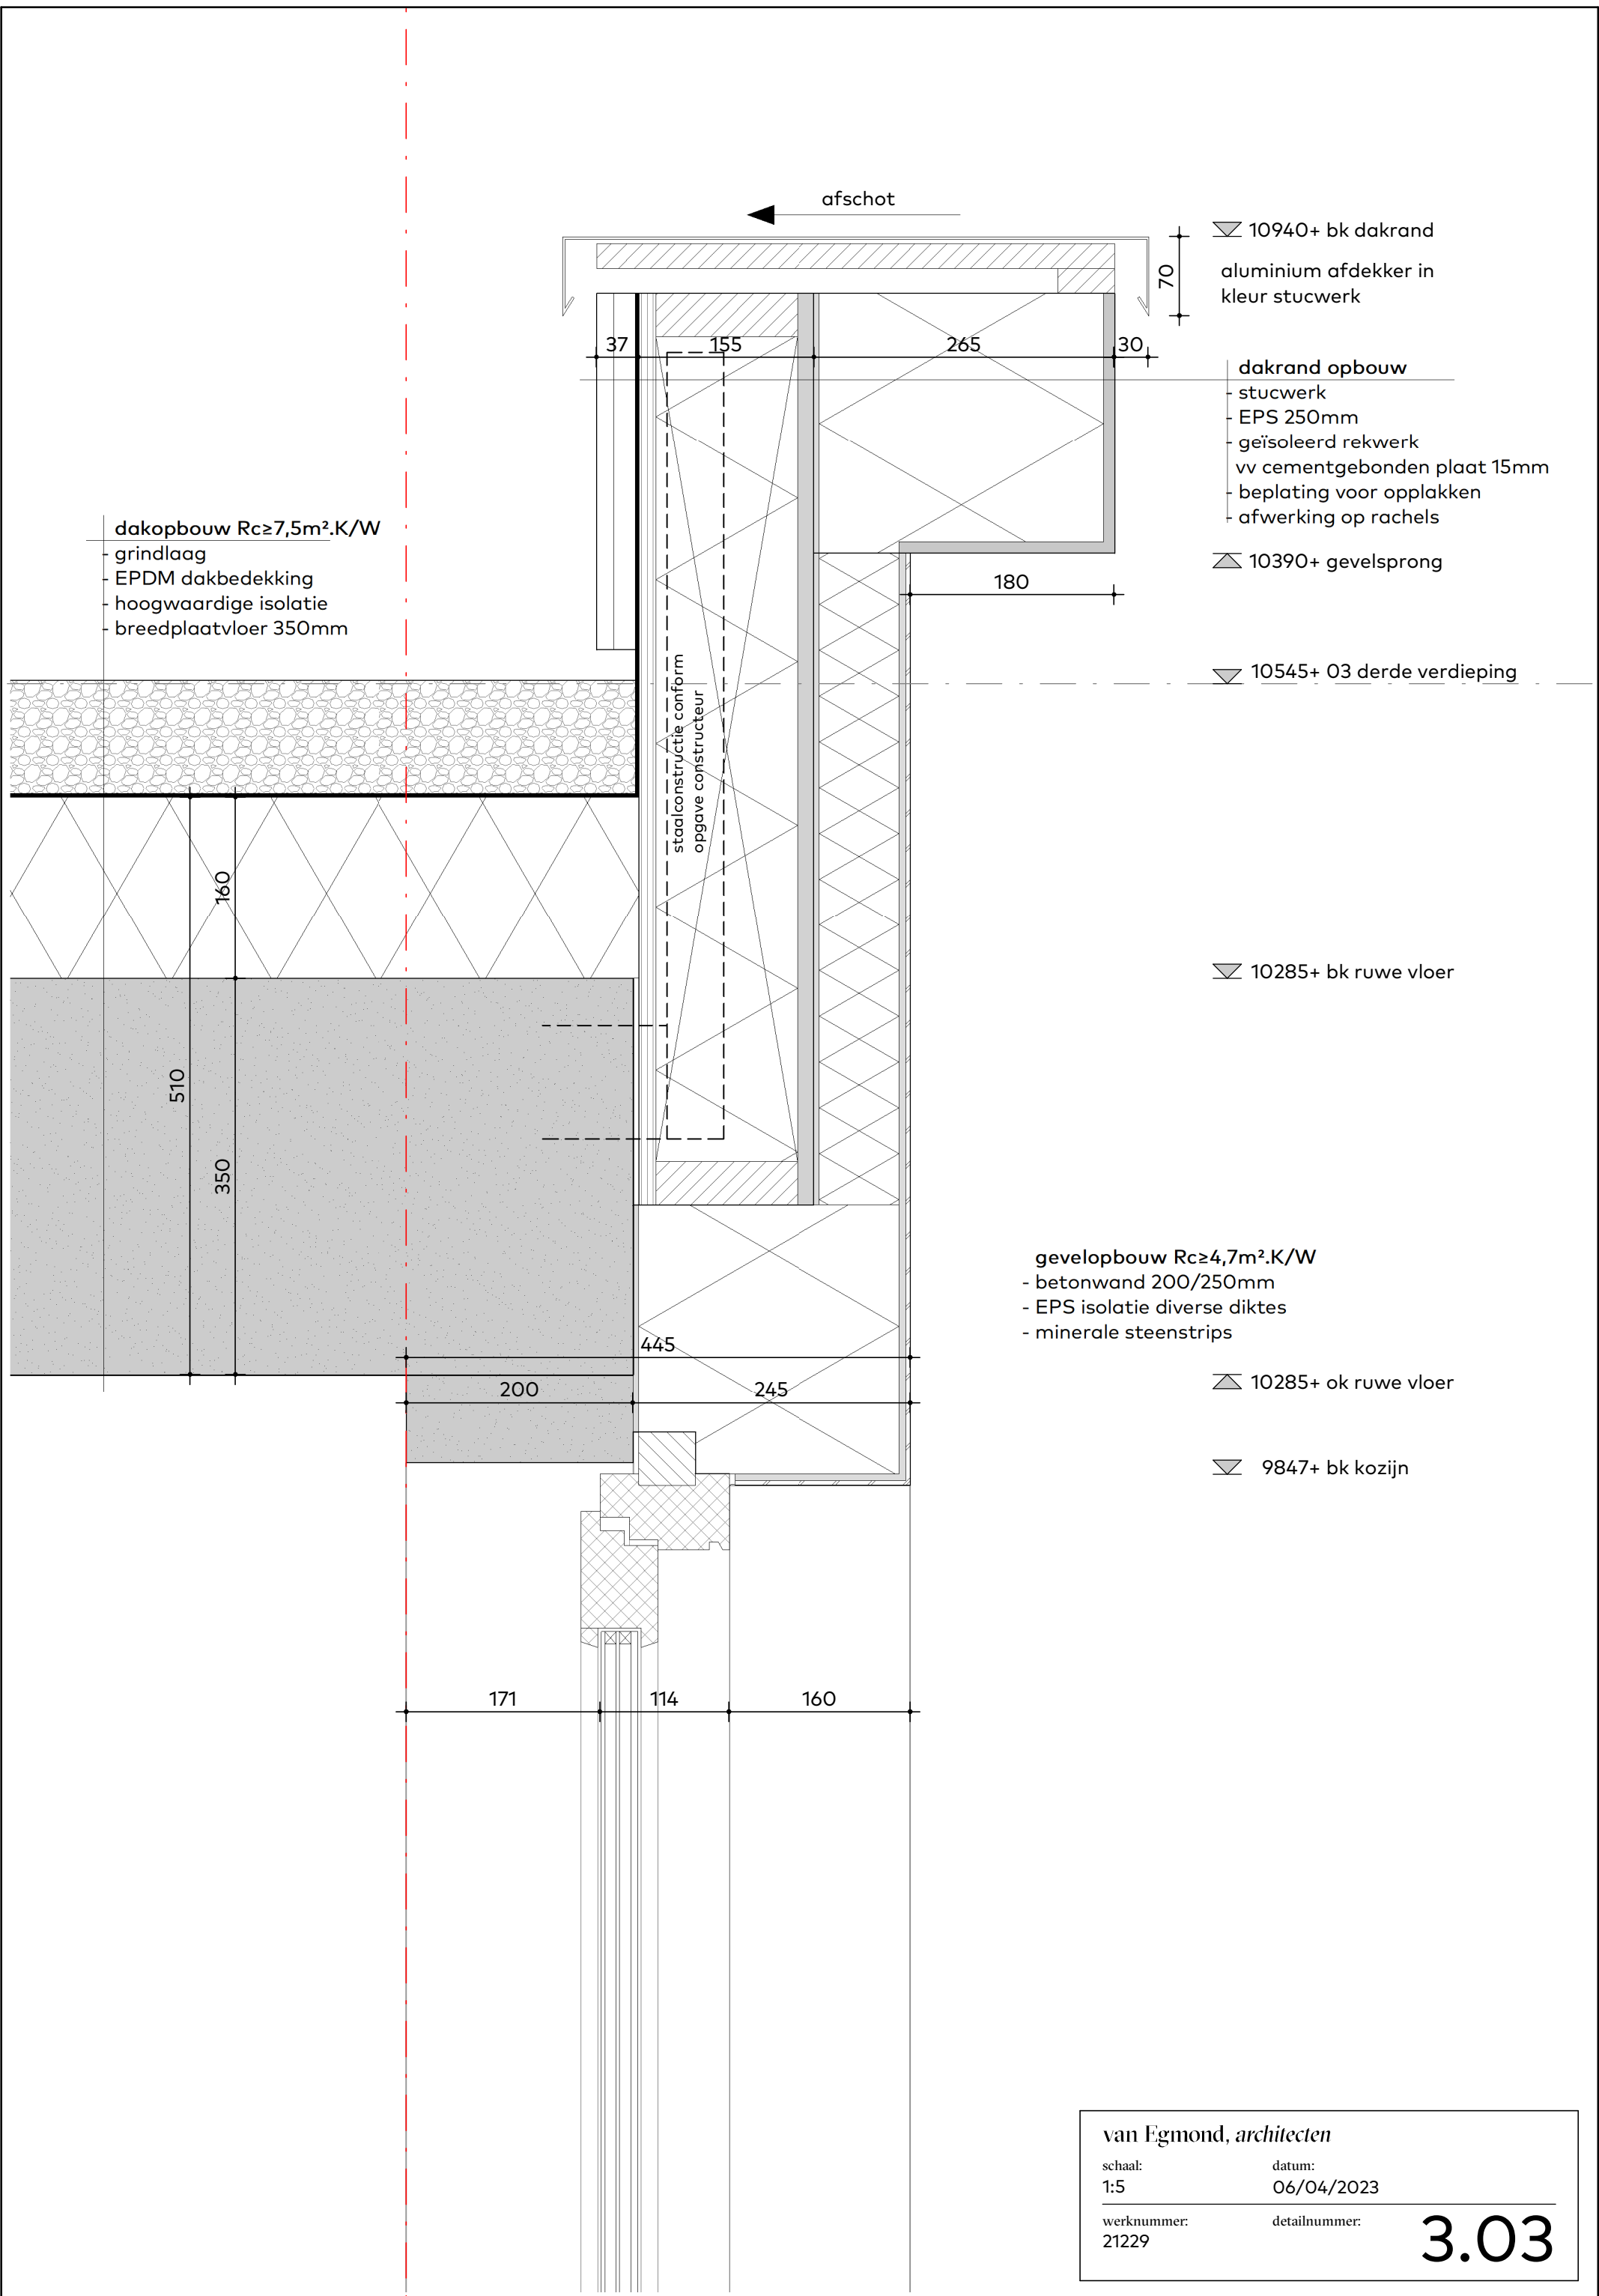 afschot
10940+ bk dakrand
70
aluminium afdekker in
kleur stucwerk
37
155
265
30
dakrand opbouw
- stucwerk
- EPS 250mm
- geïsoleerd rekwerk
vv cementgebonden plaat 15mm
- beplating voor opplakken
- afwerking op rachels
dakopbouw Rc≥7,5m².K/W
- grindlaag
- EPDM dakbedekking
- hoogwaardige isolatie
- breedplaatvloer 350mm
10390+ gevelsprong
180
10545+ 03 derde verdieping
staalconstructie conform
opgave constructeur
160
10285+ bk ruwe vloer
510
350
gevelopbouw Rc≥4,7m².K/W
- betonwand 200/250mm
- EPS isolatie diverse diktes
- minerale steenstrips
445
200
245
10285+ ok ruwe vloer
9847+ bk kozijn
171
114
160
van Egmond, architecten
schaal:
1:5
datum:
06/04/2023
werknummer:
21229
detailnummer:
3.03